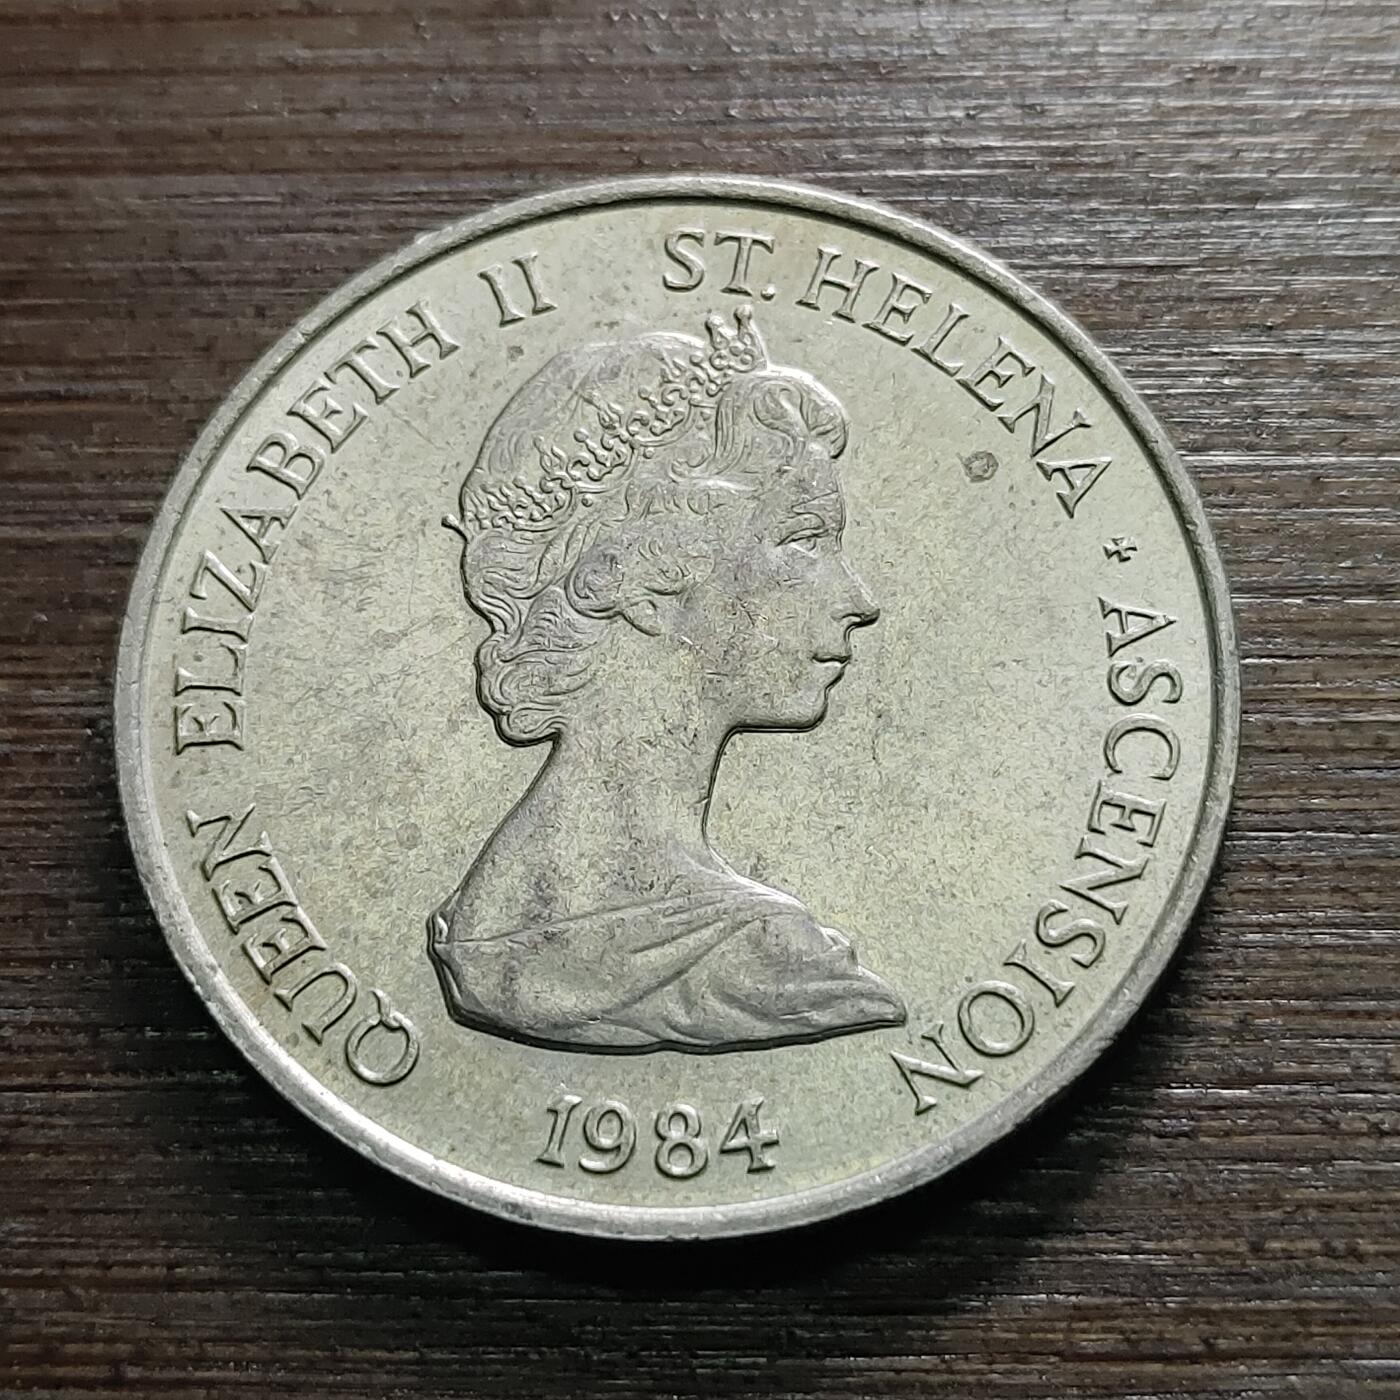 QUEEN ELIZABETH II ST. HELENA + ASCENSION
1984